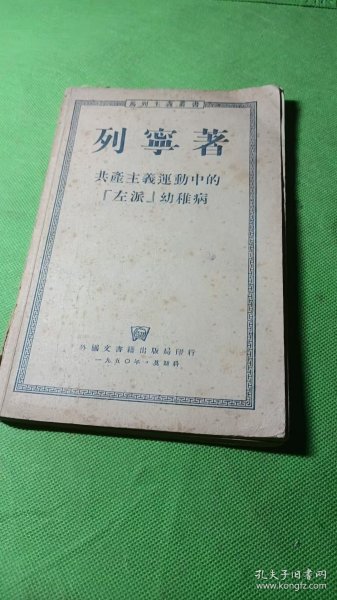 馬列主義叢書
列寧著
共產主義運動中的
「左派」幼稚病
外國文書籍出版局印行
一九五〇年·莫斯科
孔夫子旧书网
www.kongfz.com